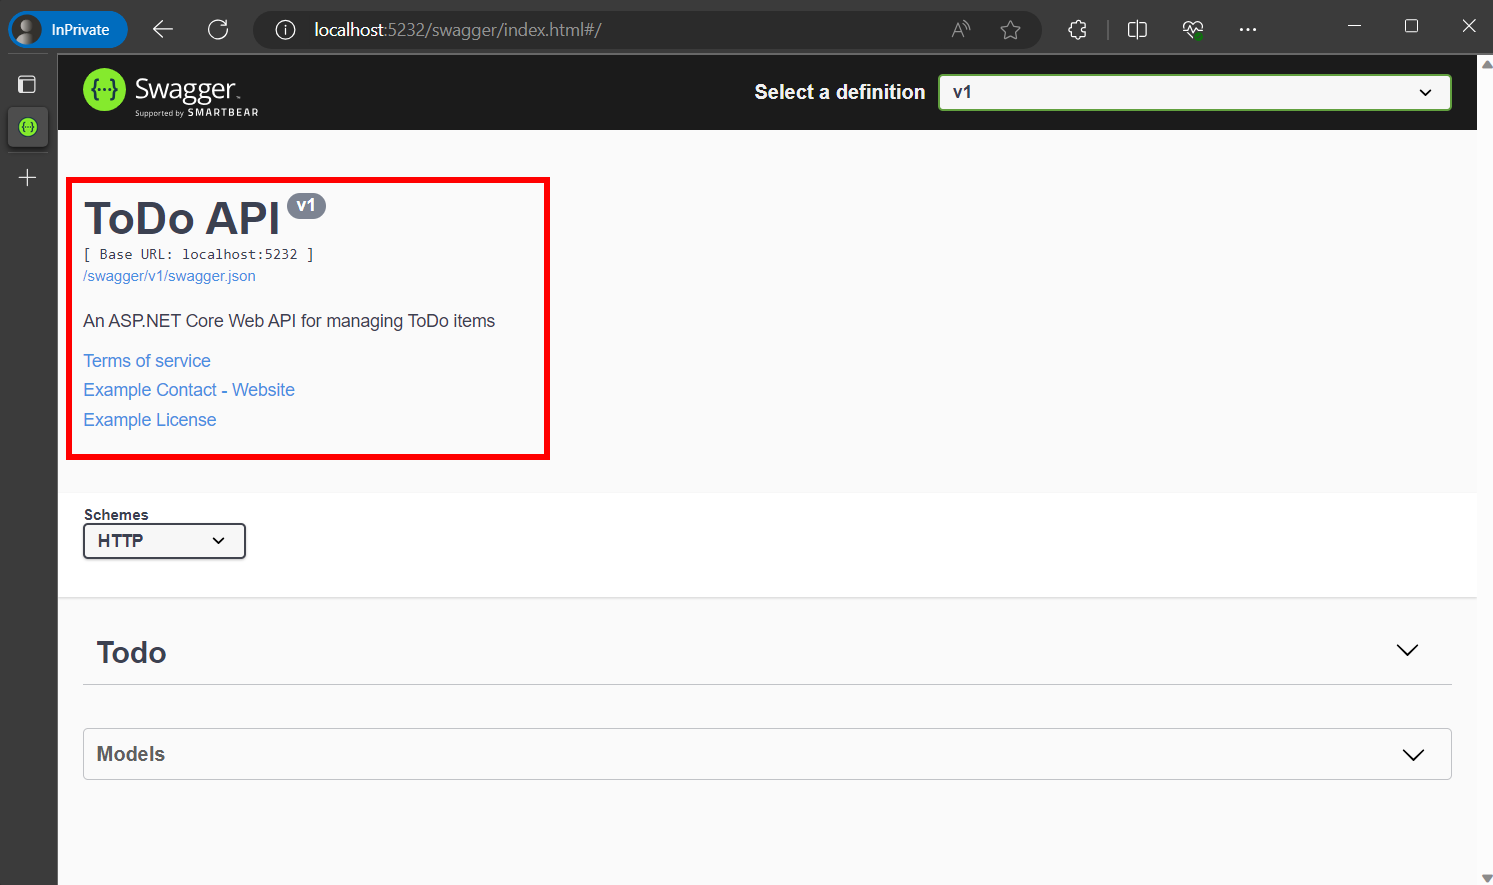 InPrivate
localhost:5232/swagger/index.html#/
Swagger
Supported by SMARTBEAR
Select a definition
v1
ToDo API v1
[ Base URL: localhost:5232 ]
/swagger/v1/swagger.json
An ASP.NET Core Web API for managing ToDo items
Terms of service
Example Contact - Website
Example License
Schemes
HTTP
Todo
Models